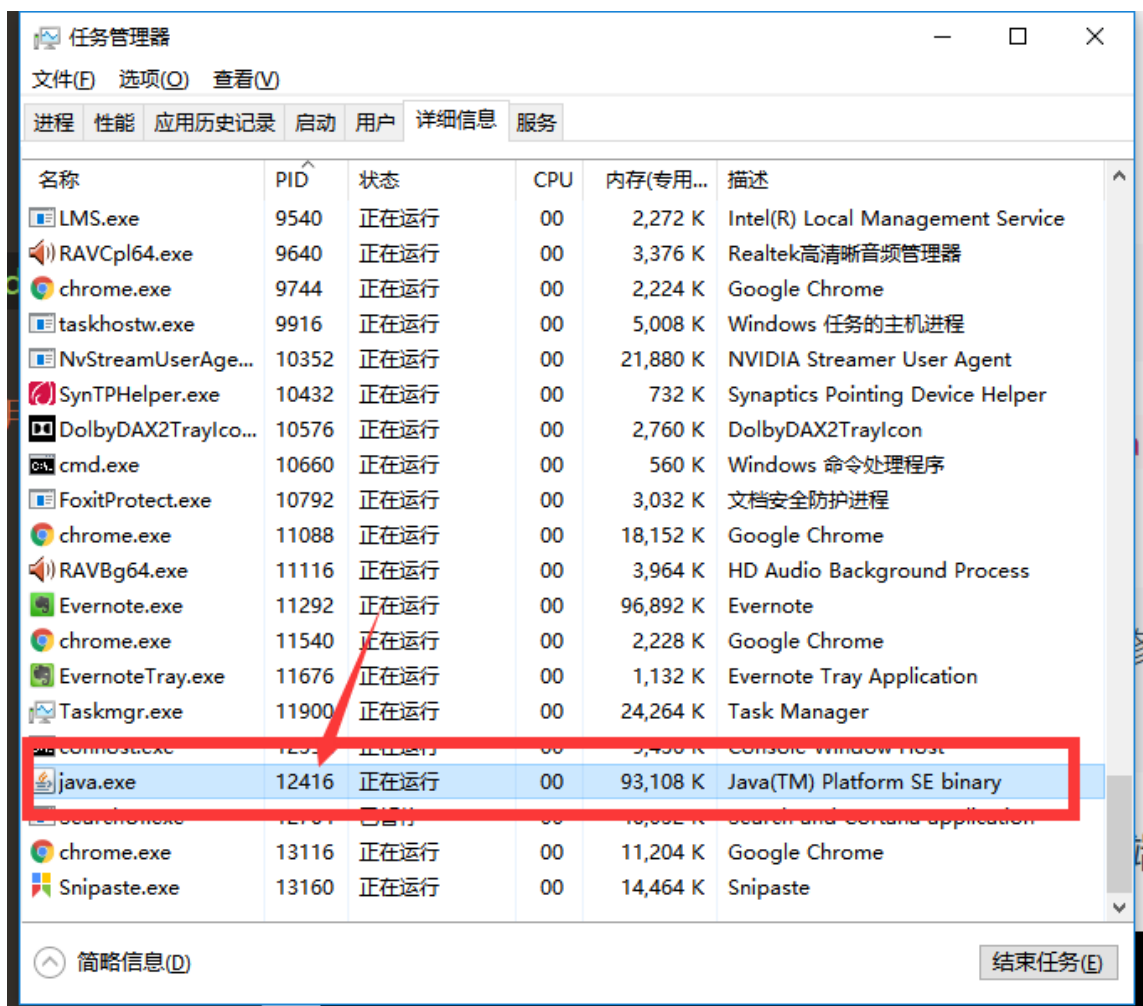 任务管理器
文件(F) 选项(O) 查看(V)
进程 性能 应用历史记录 启动 用户 详细信息 服务
名称 PID 状态 CPU 内存(专用... 描述
LMS.exe 9540 正在运行 00 2,272 K Intel(R) Local Management Service
RAVCpl64.exe 9640 正在运行 00 3,376 K Realtek高清晰音频管理器
chrome.exe 9744 正在运行 00 2,224 K Google Chrome
taskhostw.exe 9916 正在运行 00 5,008 K Windows 任务的主机进程
NvStreamUserAge... 10352 正在运行 00 21,880 K NVIDIA Streamer User Agent
SynTPHelper.exe 10432 正在运行 00 732 K Synaptics Pointing Device Helper
DolbyDAX2TrayIco... 10576 正在运行 00 2,760 K DolbyDAX2TrayIcon
cmd.exe 10660 正在运行 00 560 K Windows 命令处理程序
FoxitProtect.exe 10792 正在运行 00 3,032 K 文档安全防护进程
chrome.exe 11088 正在运行 00 18,152 K Google Chrome
RAVBg64.exe 11116 正在运行 00 3,964 K HD Audio Background Process
Evernote.exe 11292 正在运行 00 96,892 K Evernote
chrome.exe 11540 正在运行 00 2,228 K Google Chrome
EvernoteTray.exe 11676 正在运行 00 1,132 K Evernote Tray Application
Taskmgr.exe 11900 正在运行 00 24,264 K Task Manager
conhost.exe 正在运行 00 Console Window Host
java.exe 12416 正在运行 00 93,108 K Java(TM) Platform SE binary
Search and Cortana application
chrome.exe 13116 正在运行 00 11,204 K Google Chrome
Snipaste.exe 13160 正在运行 00 14,464 K Snipaste
简略信息(D) 结束任务(E)